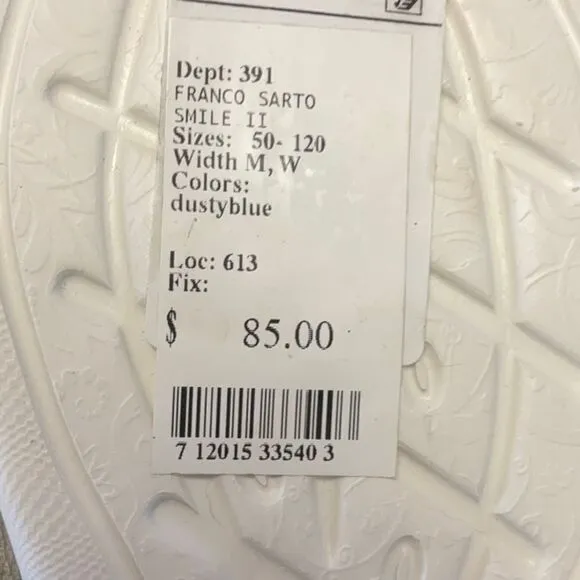 Dept: 391
FRANCO SARTO
SMILE II
Sizes: 50- 120
Width M, W
Colors:
dustyblue
Loc: 613
Fix:
$ 85.00
7 12015 33540 3